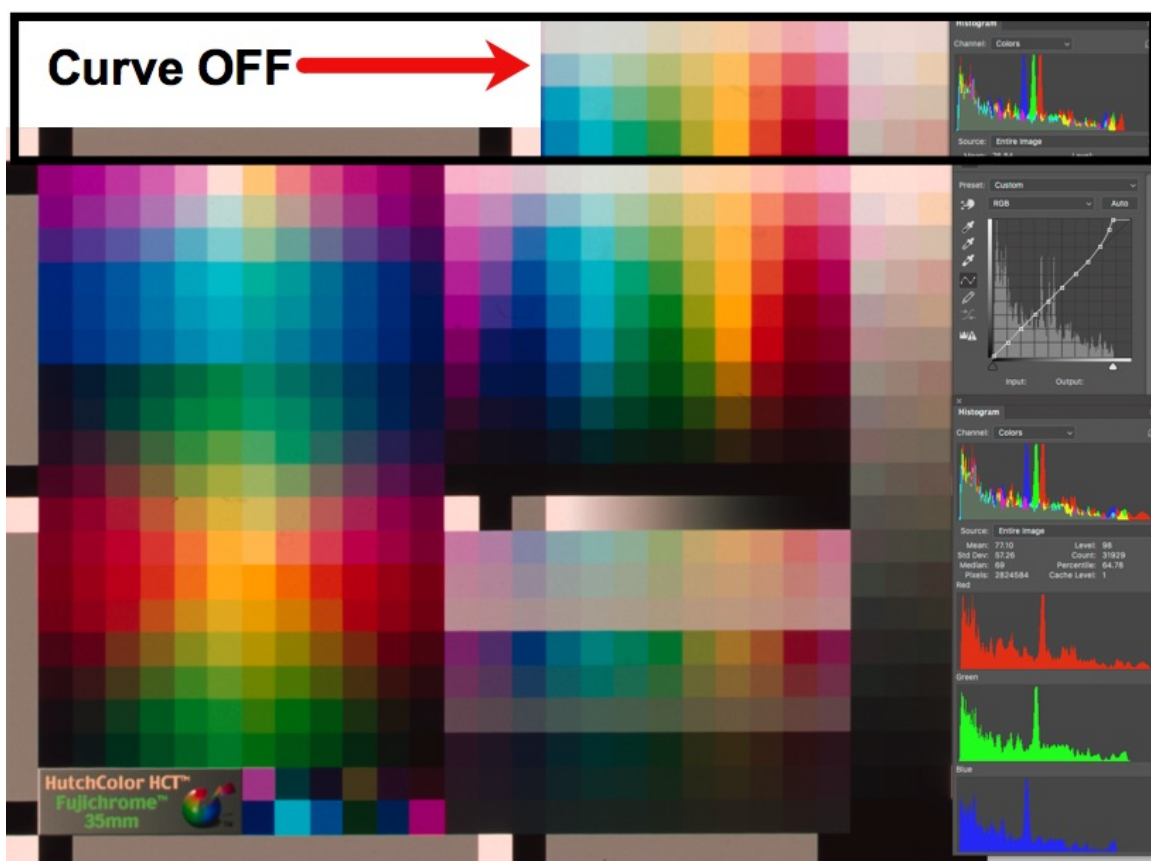 Curve OFF
Histogram
Channel: Colors
Source: Entire Image
Preset: Custom
RGB
Auto
Input: Output:
Histogram
Channel: Colors
Source: Entire Image
Mean: 77.10 Level: 96
Std Dev: 57.26 Count: 31929
Median: 69 Percentile: 64.78
Pixels: 2824584 Cache Level: 1
Red
Green
Blue
HutchColor HCT™
Fujichrome™
35mm